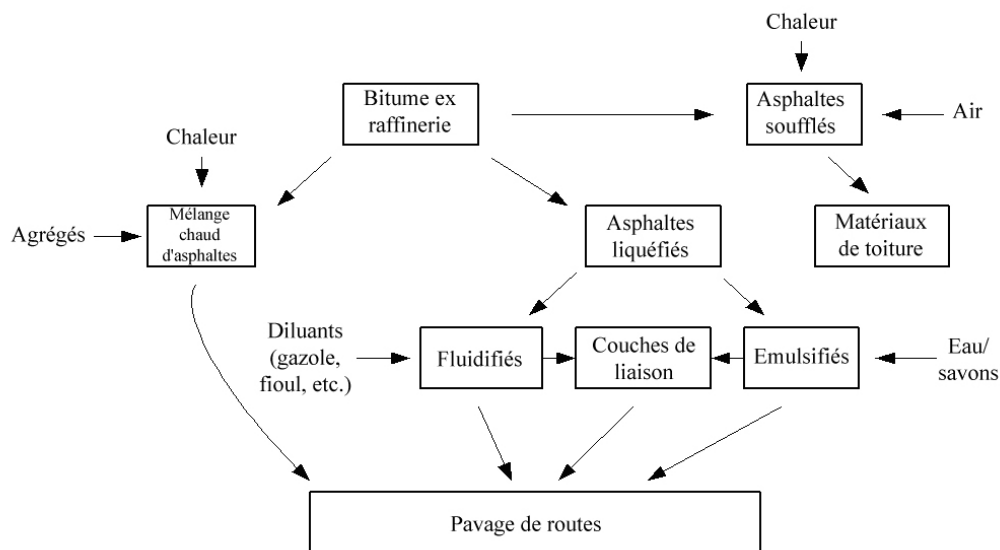 Chaleur
Bitume ex
raffinerie
Asphaltes
soufflés
Air
Chaleur
Agrégés
Mélange
chaud
d'asphaltes
Asphaltes
liquéfiés
Matériaux
de toiture
Diluants
(gazole,
fioul, etc.)
Fluidifiés
Couches de
liaison
Emulsifiés
Eau/
savons
Pavage de routes